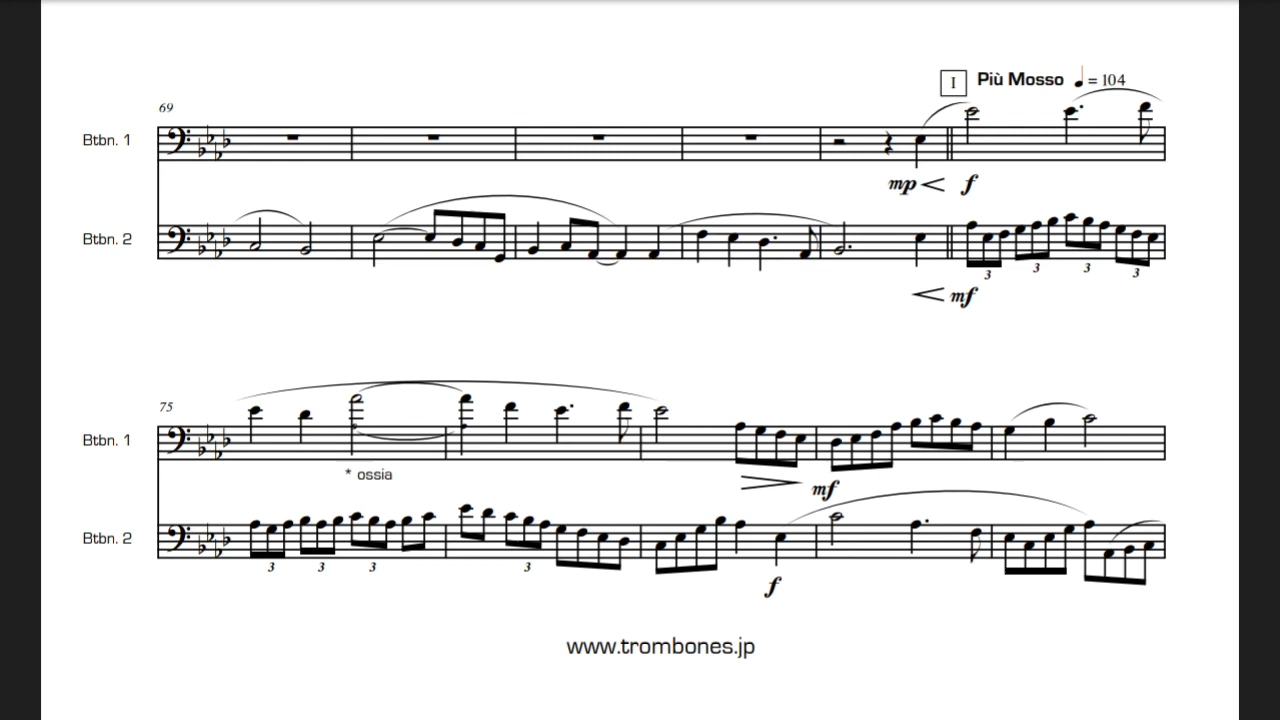 I Più Mosso ♩ = 104
69
Btbn. 1
mp f
Btbn. 2
3 3 3 3
mf
75
Btbn. 1
* ossia
mf
Btbn. 2
3 3 3 3
f
www.trombones.jp